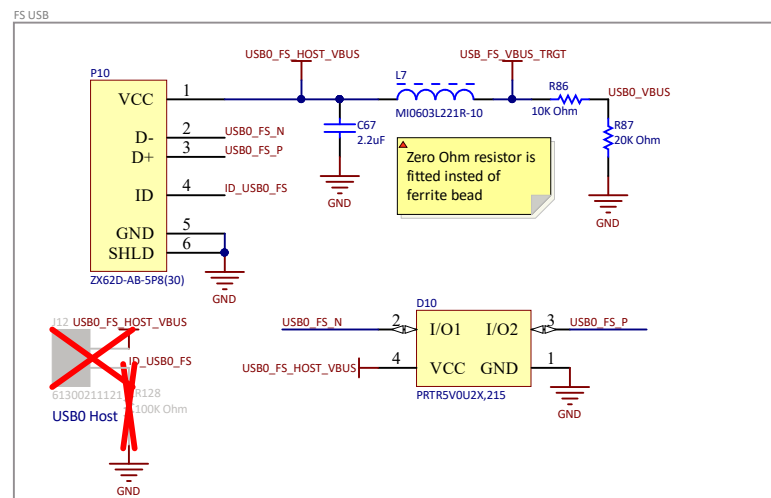 FS USB
USB0_FS_HOST_VBUS
USB_FS_VBUS_TRGT
P10
L7
R86
USB0_VBUS
VCC
1
MI0603L221R-10
10K Ohm
R87
20K Ohm
C67
2.2uF
D-
2
USB0_FS_N
D+
3
USB0_FS_P
Zero Ohm resistor is
fitted insted of
ferrite bead
ID
4
ID_USB0_FS
GND
GND
GND
5
SHLD
6
ZX62D-AB-5P8(30)
GND
D10
J12
USB0_FS_HOST_VBUS
USB0_FS_N
2
I/O1
I/O2
3
USB0_FS_P
ID_USB0_FS
USB0_FS_HOST_VBUS
4
VCC
GND
1
61300211121
R128
100K Ohm
PRTR5V0U2X,215
USB0 Host
GND
GND